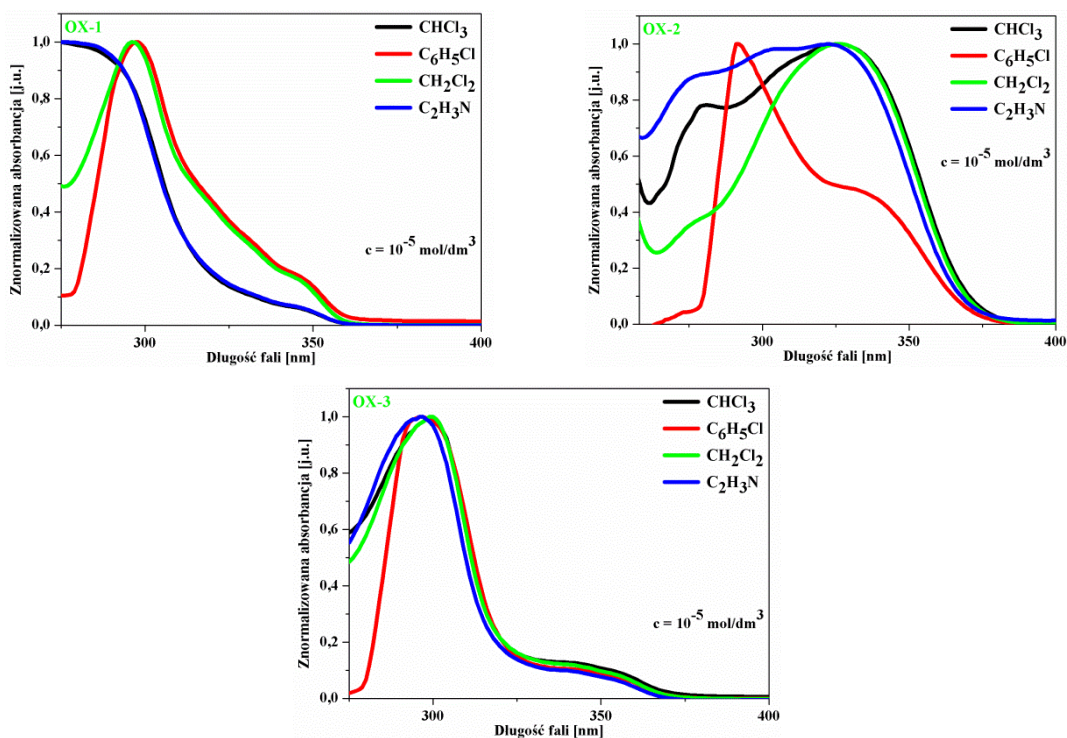 OX-1
CHCl₃
C₆H₅Cl
CH₂Cl₂
C₂H₃N
c = 10⁻⁵ mol/dm³
Znormalizowana absorbancja [j.u.]
1,0
0,8
0,6
0,4
0,2
0,0
300
350
400
Długość fali [nm]
OX-2
CHCl₃
C₆H₅Cl
CH₂Cl₂
C₂H₃N
c = 10⁻⁵ mol/dm³
Znormalizowana absorbancja [j.u.]
1,0
0,8
0,6
0,4
0,2
0,0
300
350
400
Długość fali [nm]
OX-3
CHCl₃
C₆H₅Cl
CH₂Cl₂
C₂H₃N
c = 10⁻⁵ mol/dm³
Znormalizowana absorbancja [j.u.]
1,0
0,8
0,6
0,4
0,2
0,0
300
350
400
Długość fali [nm]